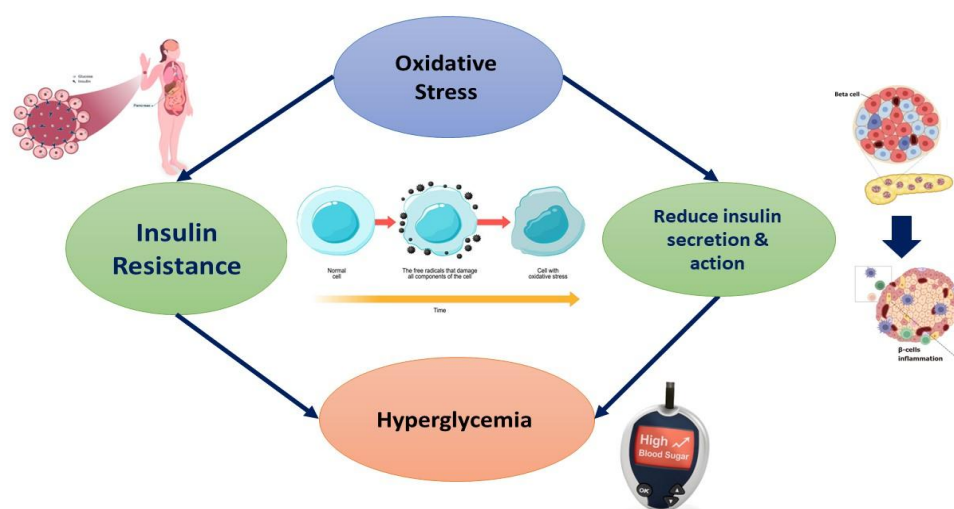 Oxidative
Stress
Glucose
Insulin
Pancreas
Beta cell
Insulin
Resistance
Reduce insulin
secretion &
action
Normal
cell
The free radicals that damage
all components of the cell
Cell with
oxidative stress
Time
β-cells
inflammation
Hyperglycemia
High
Blood Sugar
OK